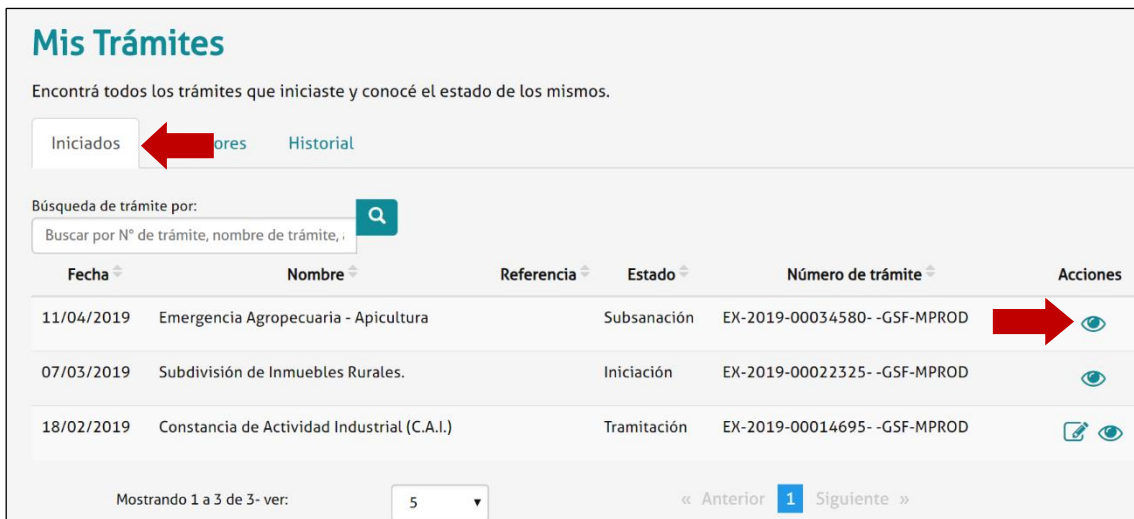 Mis Trámites
Encontrá todos los trámites que iniciaste y conocé el estado de los mismos.
Iniciados ores Historial
Búsqueda de trámite por:
Buscar por N° de trámite, nombre de trámite,
Fecha Nombre Referencia Estado Número de trámite Acciones
11/04/2019 Emergencia Agropecuaria - Apicultura Subsanación EX-2019-00034580- -GSF-MPROD
07/03/2019 Subdivisión de Inmuebles Rurales. Iniciación EX-2019-00022325- -GSF-MPROD
18/02/2019 Constancia de Actividad Industrial (C.A.I.) Tramitación EX-2019-00014695- -GSF-MPROD
Mostrando 1 a 3 de 3- ver: 5 « Anterior 1 Siguiente »